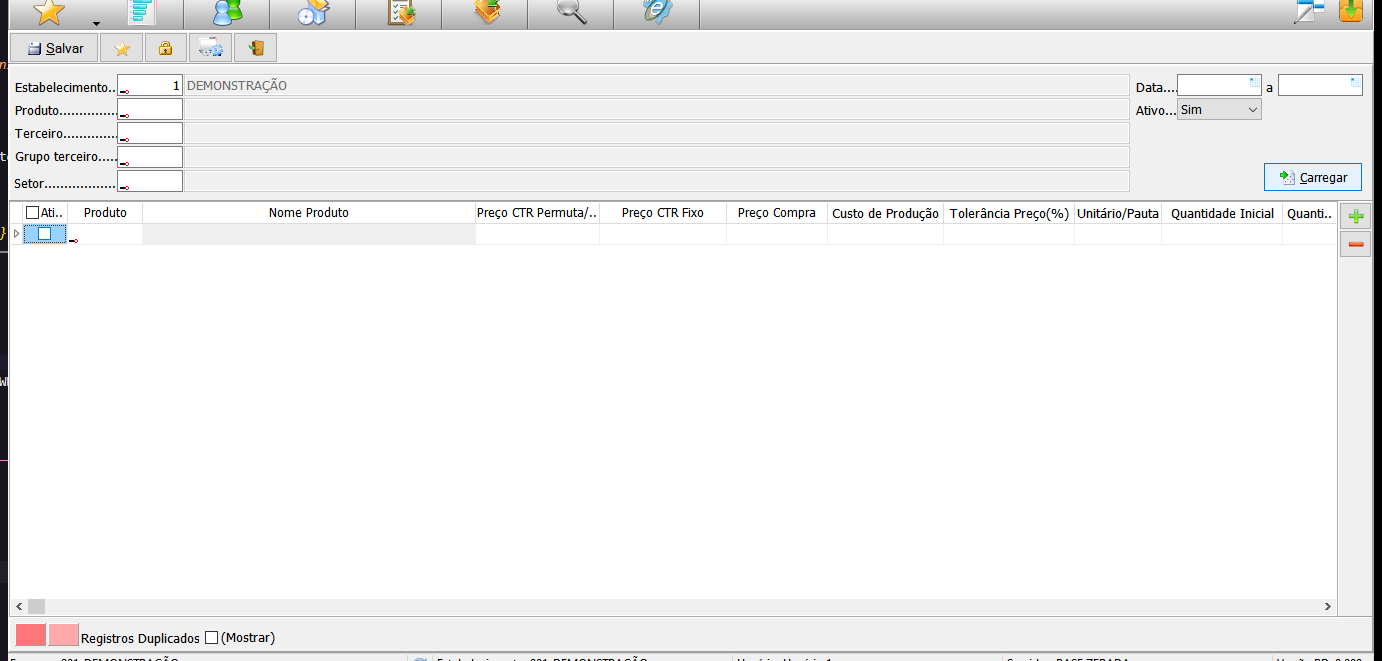 Salvar
Estabelecimento.. 1 DEMONSTRAÇÃO Data.... a
Produto............... Ativo... Sim
Terceiro..............
Grupo terceiro.....
Setor................... Carregar
Ati.. Produto Nome Produto Preço CTR Permuta/.. Preço CTR Fixo Preço Compra Custo de Produção Tolerância Preço(%) Unitário/Pauta Quantidade Inicial Quanti..
Registros Duplicados (Mostrar)